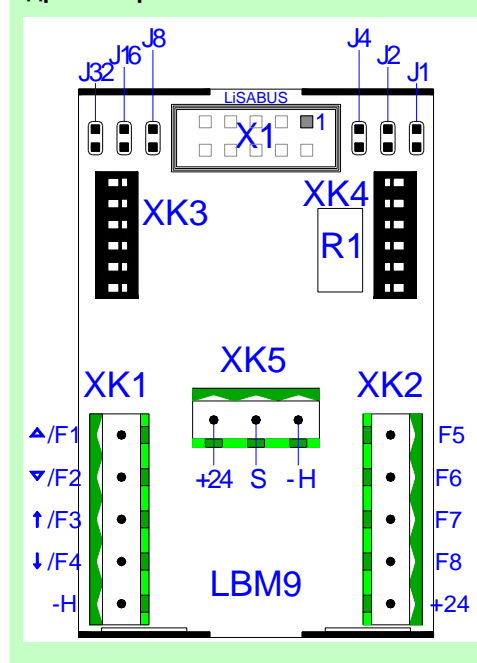 J32 J16 J8 J4 J2 J1
LiSABUS
X1 1
XK3 XK4
R1
XK1 XK5 XK2
/F1 F5
/F2 +24 S -H F6
↑/F3 F7
↓/F4 LBM9 F8
-H +24